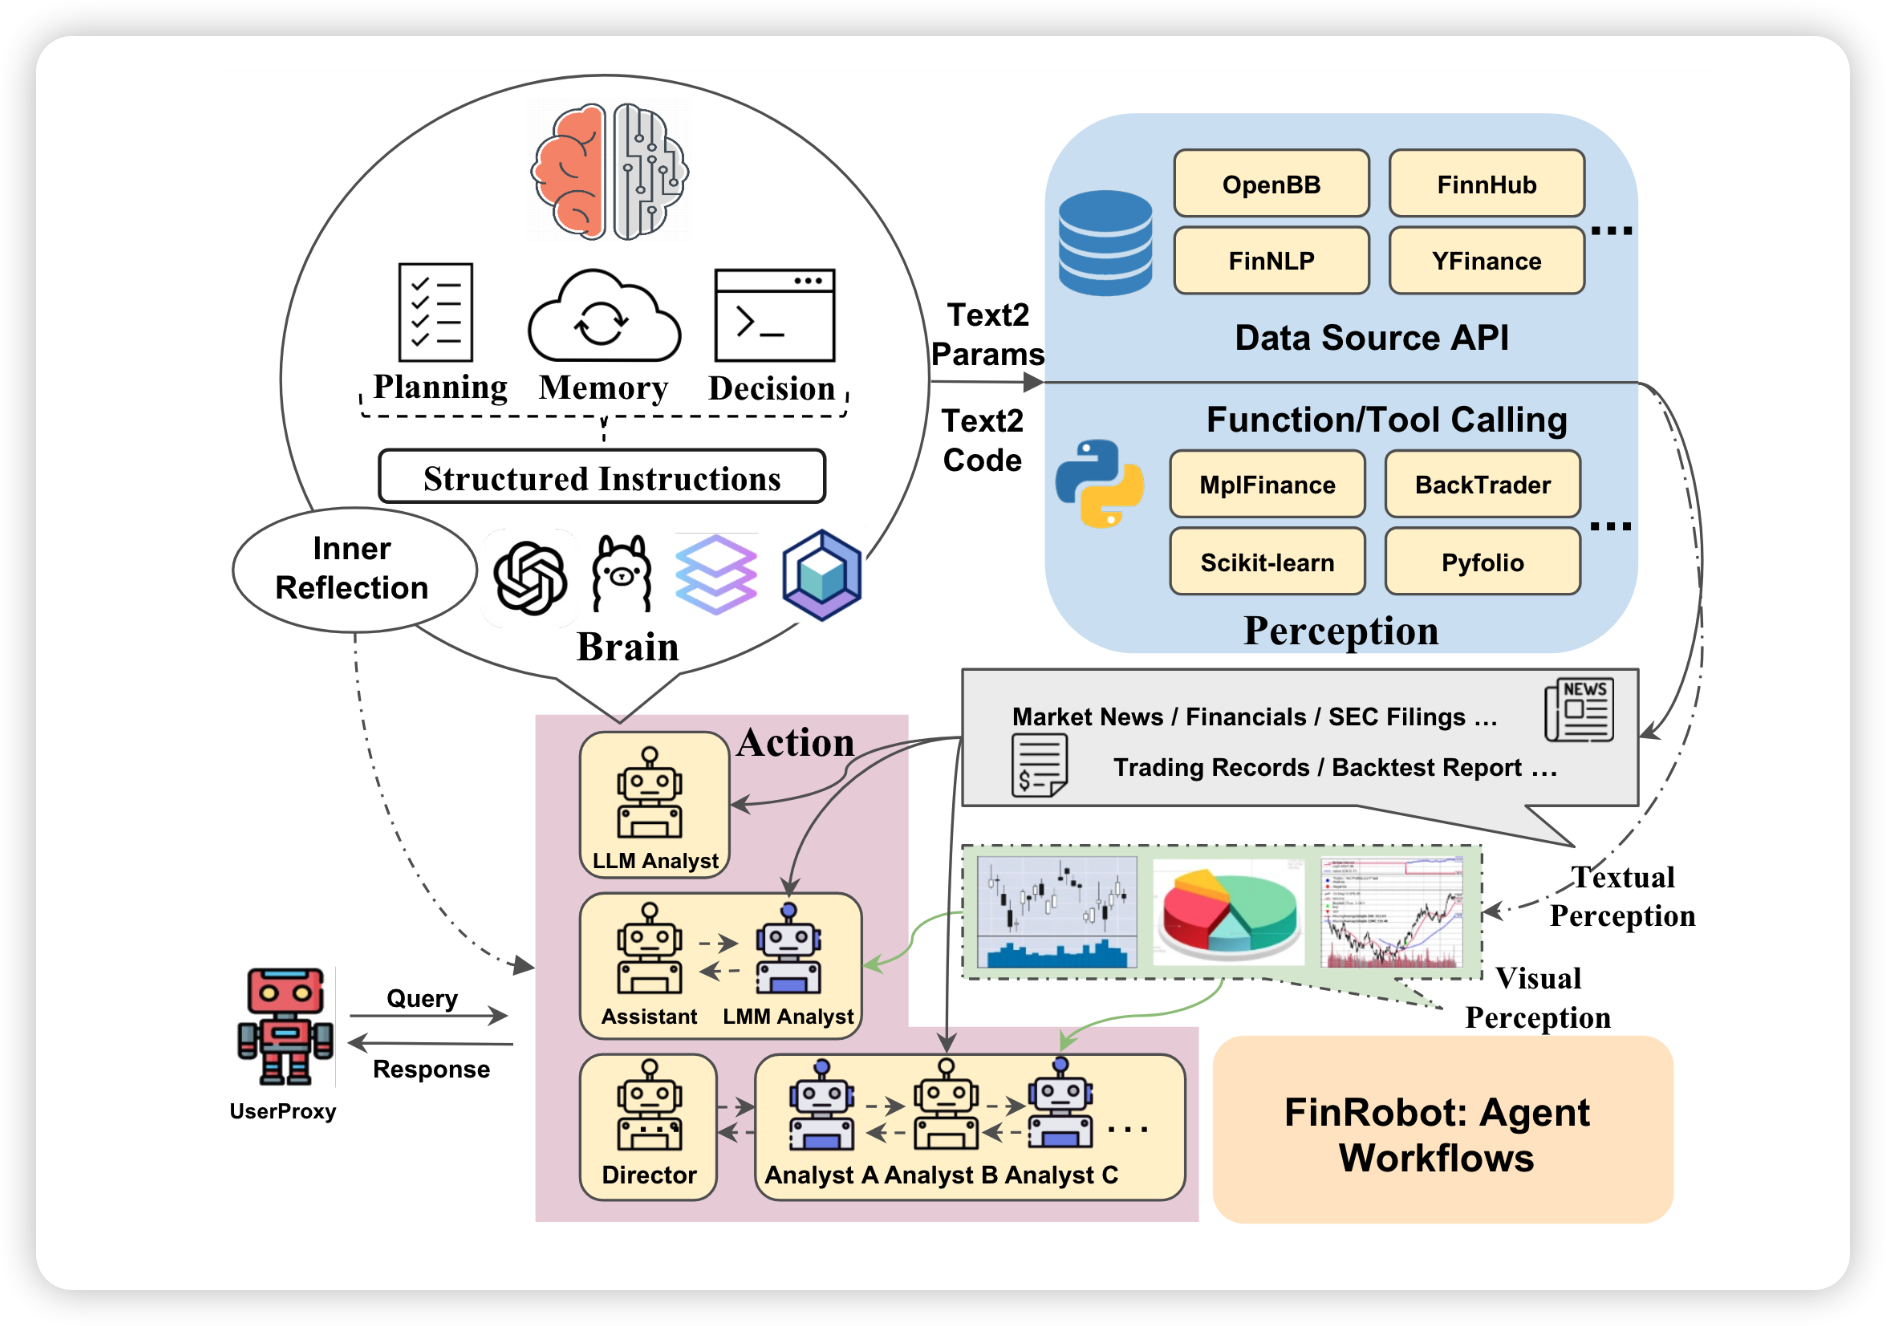 Planning
Memory
Decision
Structured Instructions
Inner
Reflection
Brain
Text2
Params
Text2
Code
OpenBB
FinnHub
FinNLP
YFinance
...
Data Source API
Function/Tool Calling
MplFinance
BackTrader
Scikit-learn
Pyfolio
...
Perception
Market News / Financials / SEC Filings ...
NEWS
Trading Records / Backtest Report ...
$
Textual
Perception
Visual
Perception
Action
LLM Analyst
Assistant
LMM Analyst
Director
Analyst A
Analyst B
Analyst C
...
Query
Response
UserProxy
FinRobot: Agent
Workflows